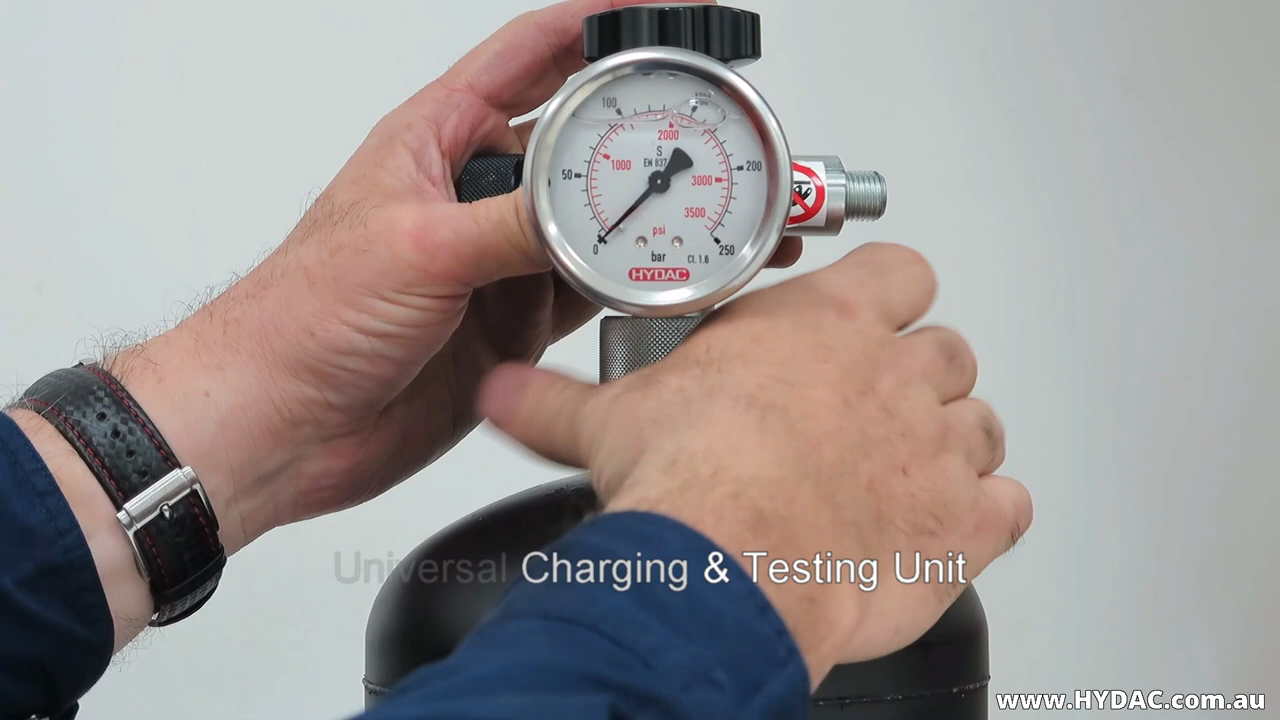 100
2000
S
EN 837
50
1000
200
3000
3500
psi
0
bar
Cl. 1.6
250
HYDAC
Universal Charging & Testing Unit
www.HYDAC.com.au